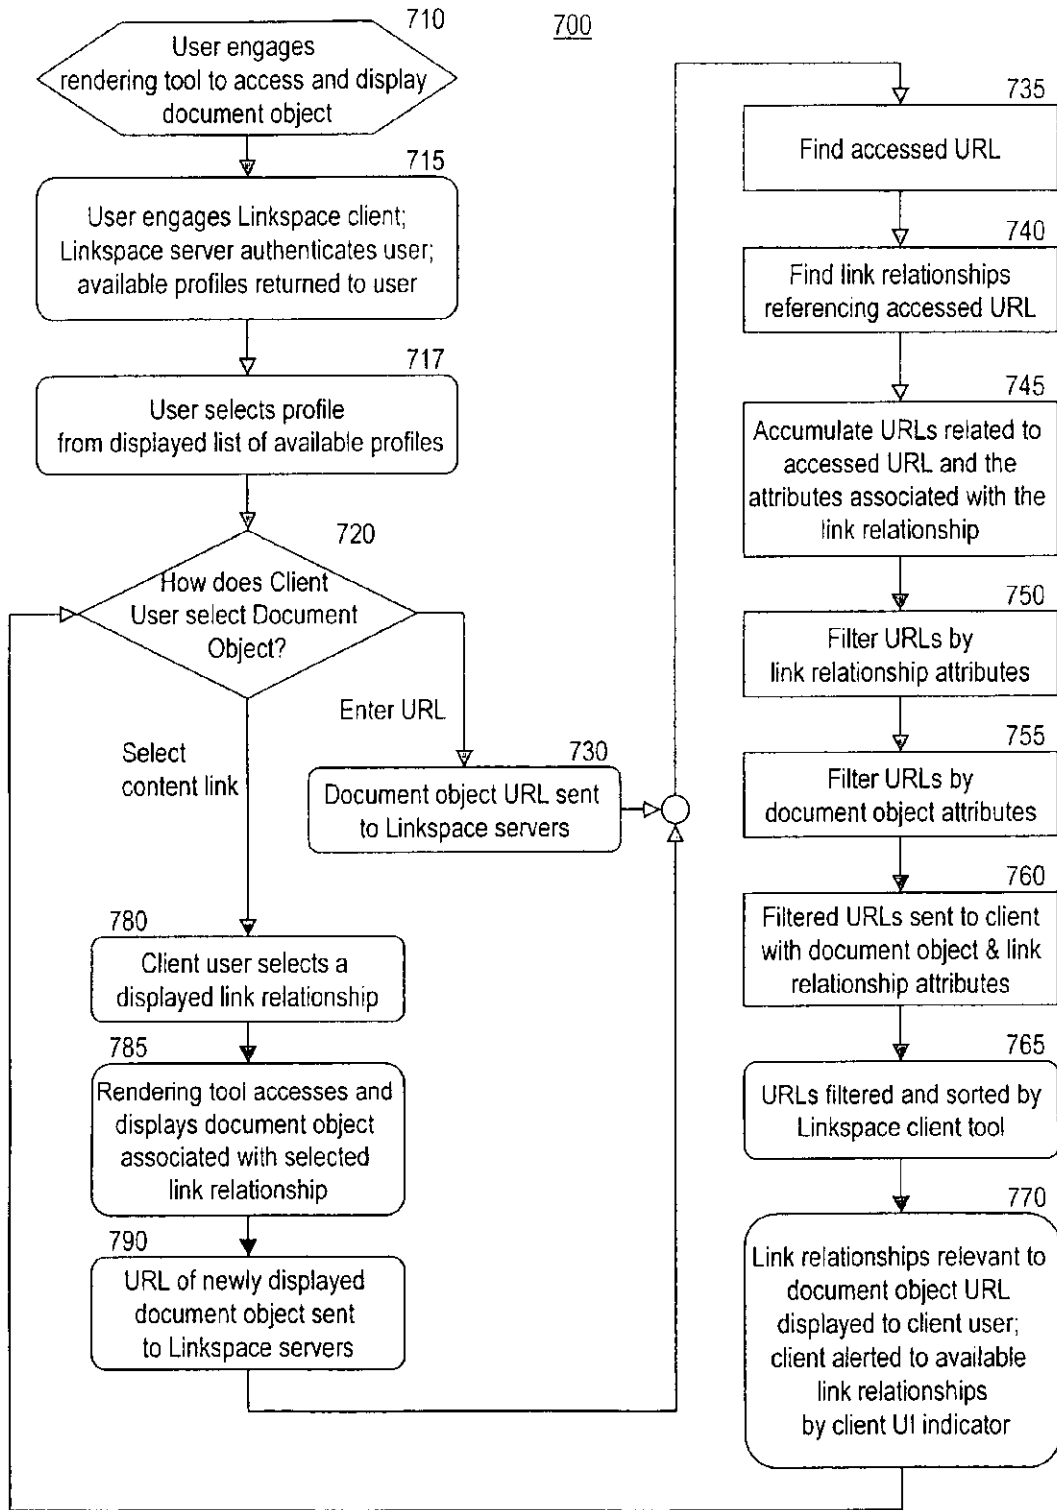 700
710
User engages
rendering tool to access and display
document object
715
User engages Linkspace client;
Linkspace server authenticates user;
available profiles returned to user
717
User selects profile
from displayed list of available profiles
720
How does Client
User select Document
Object?
Enter URL
Select
content link
730
Document object URL sent
to Linkspace servers
780
Client user selects a
displayed link relationship
785
Rendering tool accesses and
displays document object
associated with selected
link relationship
790
URL of newly displayed
document object sent
to Linkspace servers
735
Find accessed URL
740
Find link relationships
referencing accessed URL
745
Accumulate URLs related to
accessed URL and the
attributes associated with the
link relationship
750
Filter URLs by
link relationship attributes
755
Filter URLs by
document object attributes
760
Filtered URLs sent to client
with document object & link
relationship attributes
765
URLs filtered and sorted by
Linkspace client tool
770
Link relationships relevant to
document object URL
displayed to client user;
client alerted to available
link relationships
by client UI indicator